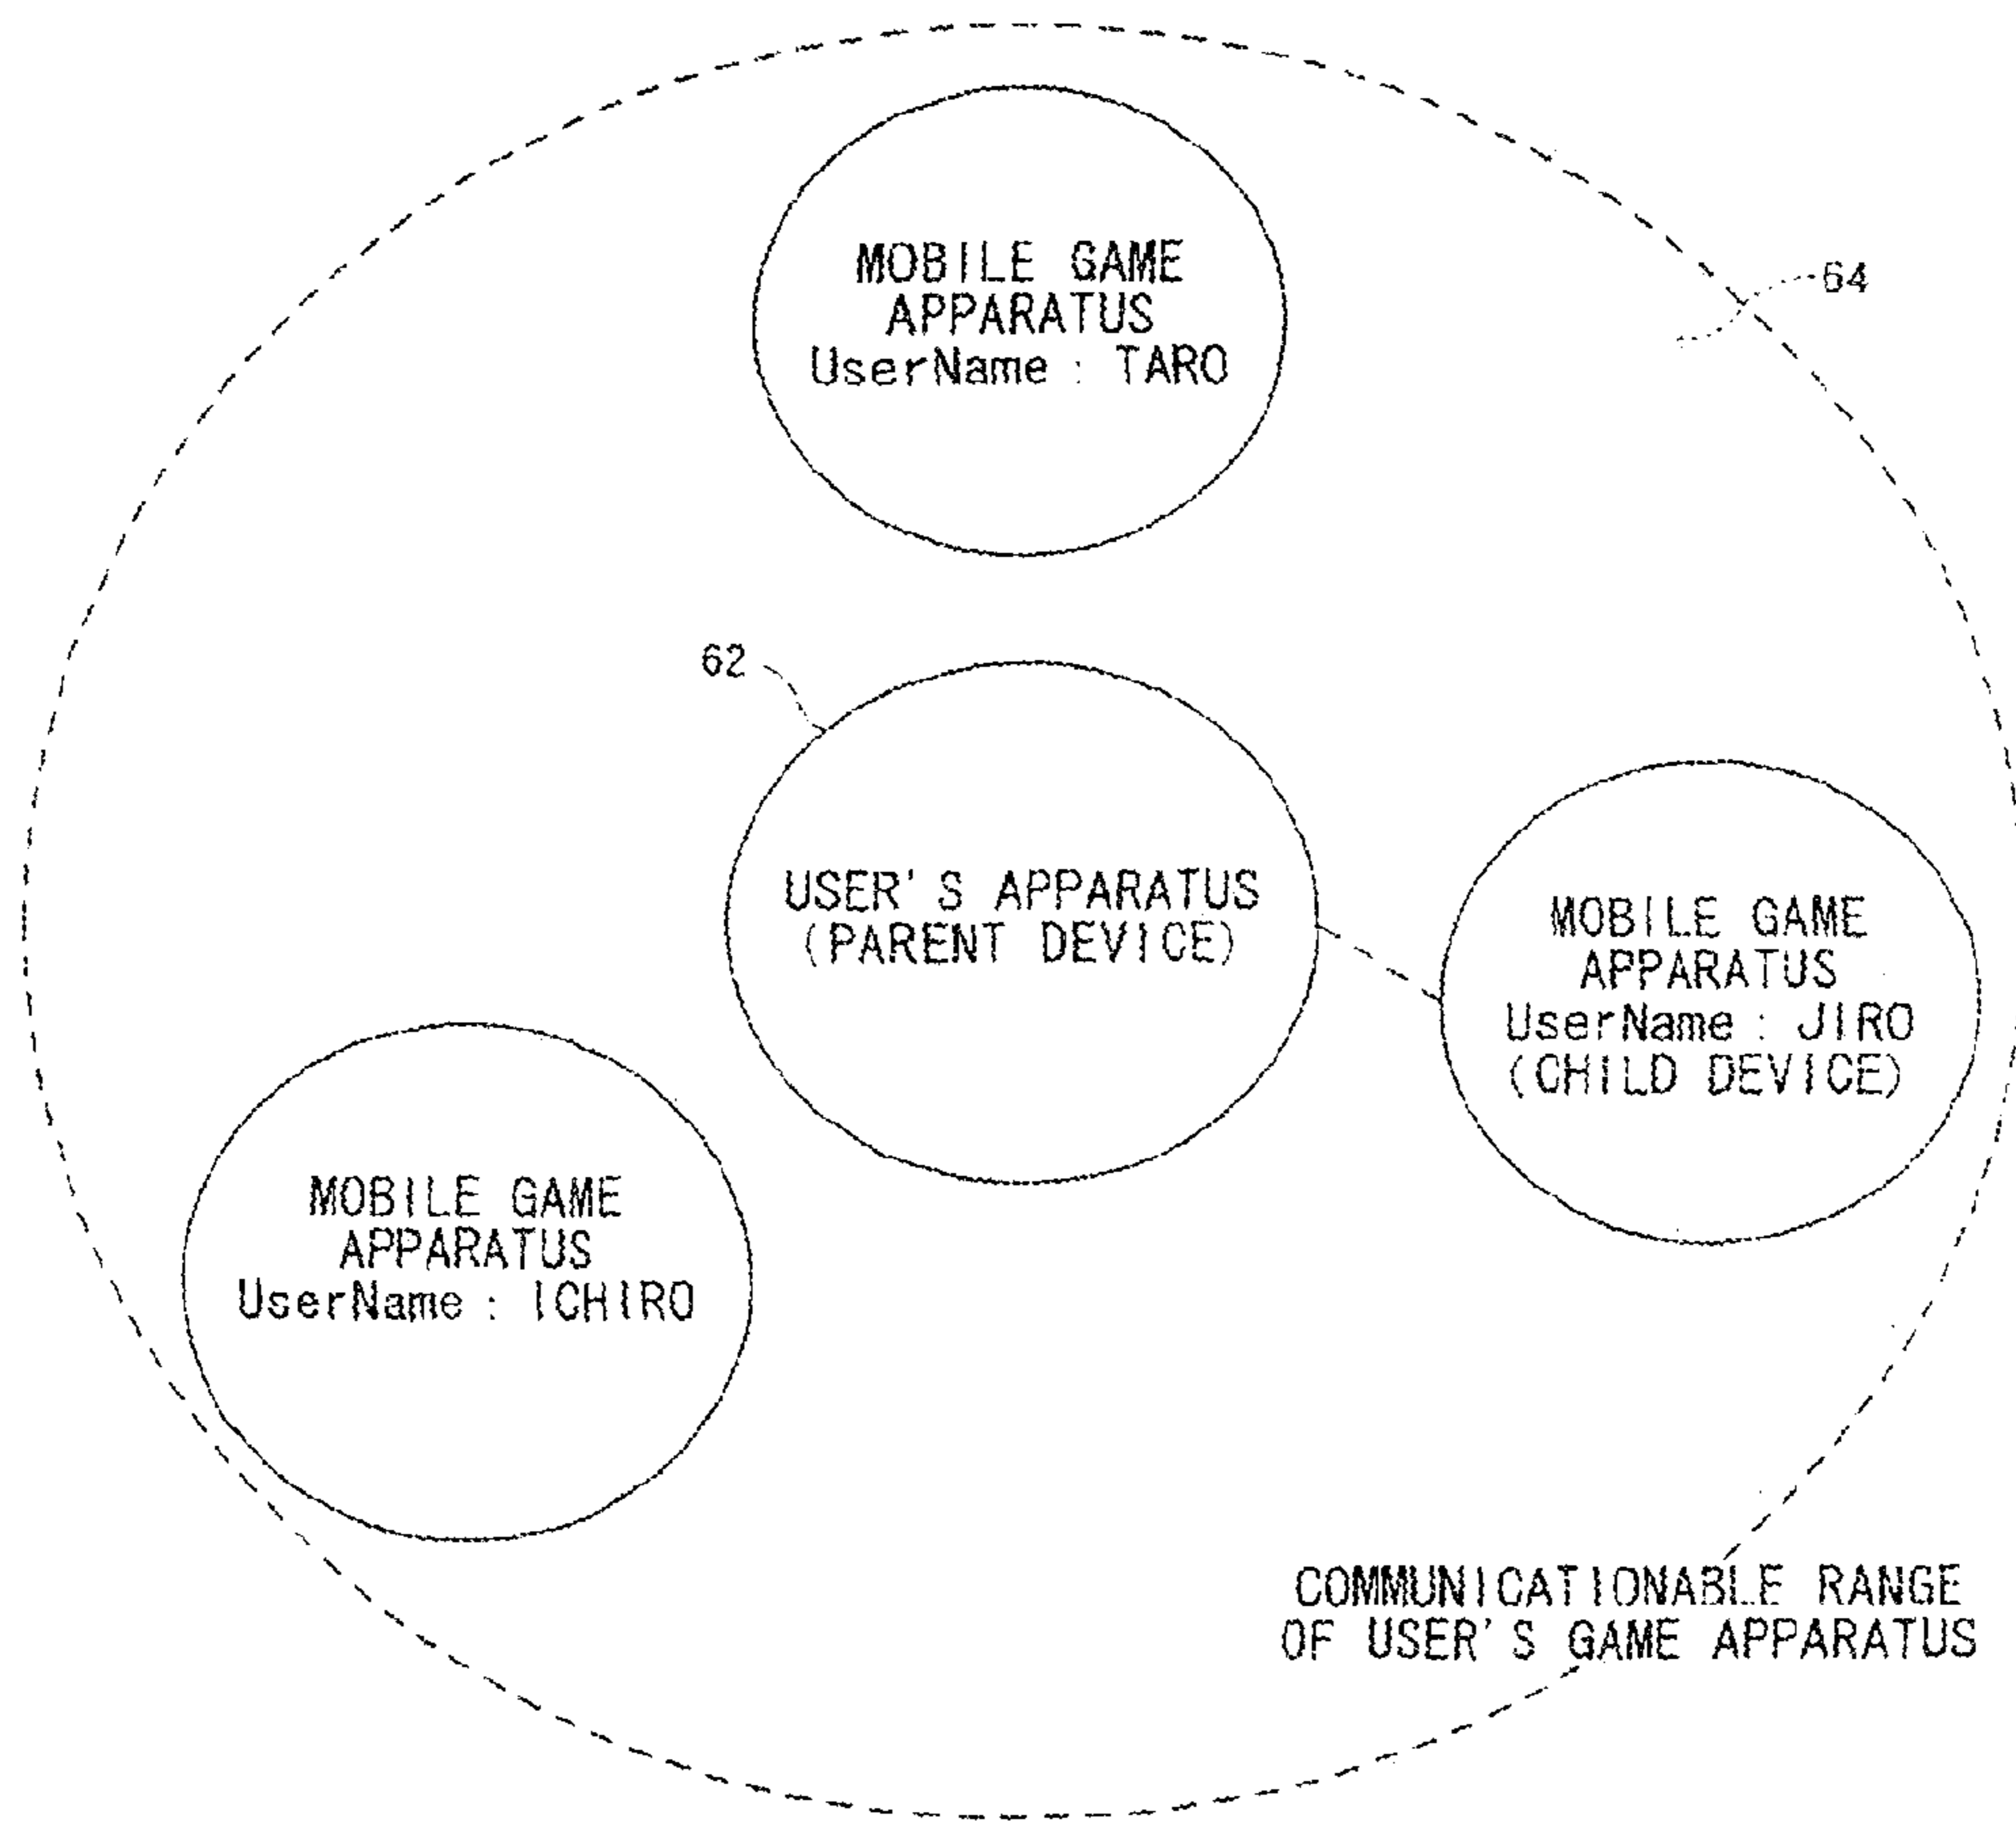 MOBILE GAME
APPARATUS
UserName : TARO
64
62
USER'S APPARATUS
(PARENT DEVICE)
MOBILE GAME
APPARATUS
UserName : JIRO
(CHILD DEVICE)
MOBILE GAME
APPARATUS
UserName : ICHIRO
COMMUNICATIONABLE RANGE
OF USER'S GAME APPARATUS